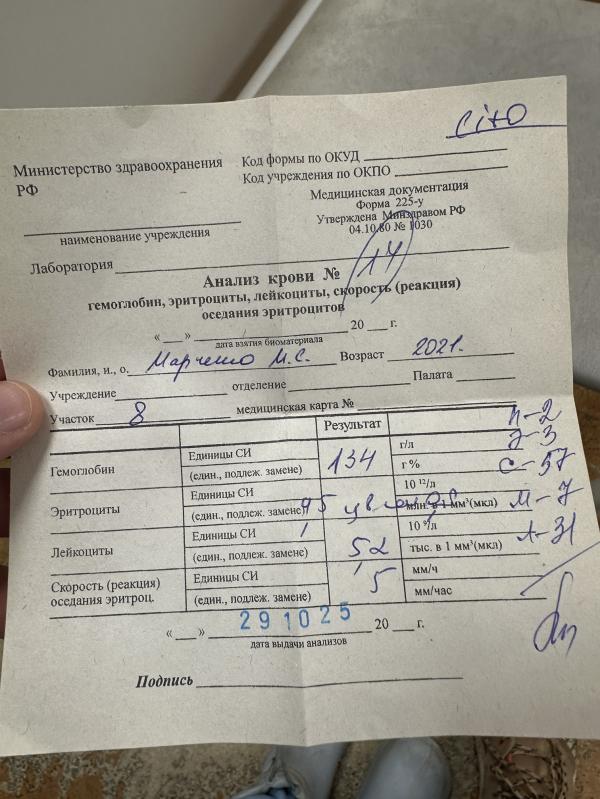 Cito
Министерство здравоохранения
РФ
Код формы по ОКУД
Код учреждения по ОКПО
Медицинская документация
Форма 225-у
Утверждена Минздравом РФ
04.10.80 № 1030
наименование учреждения
Лаборатория
Анализ крови № 14
гемоглобин, эритроциты, лейкоциты, скорость (реакция)
оседания эритроцитов
« » 20 г.
дата взятия биоматериала
Фамилия, и., о. М.С. Возраст 2021.
Учреждение отделение Палата
Участок 8 медицинская карта №
Результат п-2
Гемоглобин Единицы СИ 134 г/л э-3
(един., подлеж. замене) г % с-57
Эритроциты Единицы СИ 10 12/л
(един., подлеж. замене) млн. в 1 мм³(мкл) м-7
Лейкоциты Единицы СИ 5,2 10 9/л л-31
(един., подлеж. замене) тыс. в 1 мм³(мкл)
Скорость (реакция) Единицы СИ 5 мм/ч
оседания эритроц. (един., подлеж. замене) мм/час
« » 291025 20 г.
дата выдачи анализов
Подпись